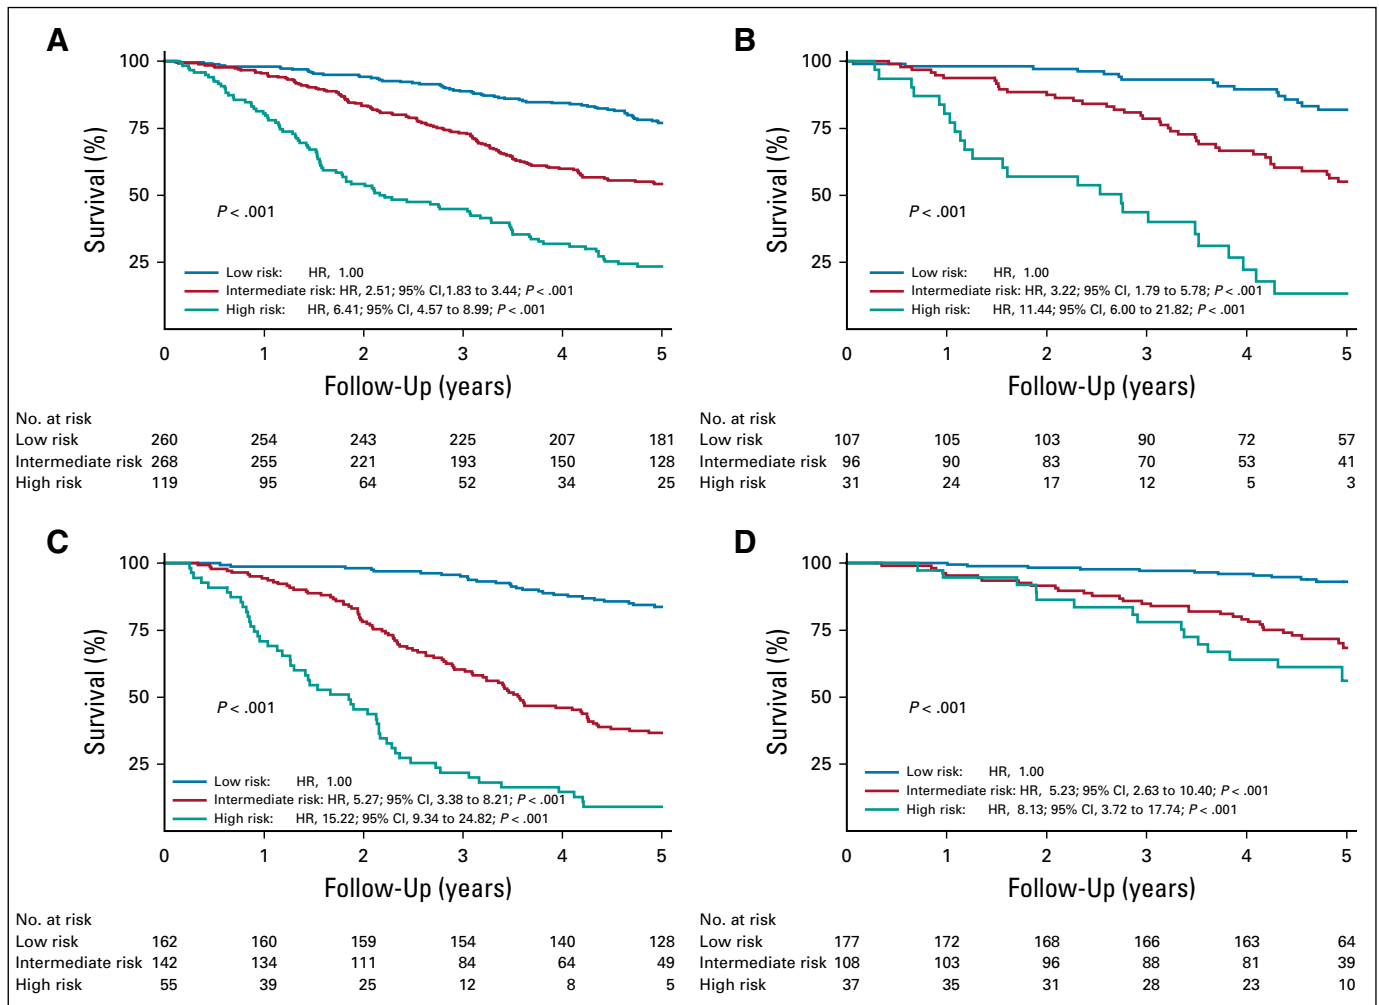 A
Survival (%)
100
75
50
25
P < .001
Low risk: HR, 1.00
Intermediate risk: HR, 2.51; 95% CI,1.83 to 3.44; P < .001
High risk: HR, 6.41; 95% CI, 4.57 to 8.99; P < .001
0 1 2 3 4 5
Follow-Up (years)
No. at risk
Low risk 260 254 243 225 207 181
Intermediate risk 268 255 221 193 150 128
High risk 119 95 64 52 34 25
B
Survival (%)
100
75
50
25
P < .001
Low risk: HR, 1.00
Intermediate risk: HR, 3.22; 95% CI, 1.79 to 5.78; P < .001
High risk: HR, 11.44; 95% CI, 6.00 to 21.82; P < .001
0 1 2 3 4 5
Follow-Up (years)
No. at risk
Low risk 107 105 103 90 72 57
Intermediate risk 96 90 83 70 53 41
High risk 31 24 17 12 5 3
C
Survival (%)
100
75
50
25
P < .001
Low risk: HR, 1.00
Intermediate risk: HR, 5.27; 95% CI, 3.38 to 8.21; P < .001
High risk: HR, 15.22; 95% CI, 9.34 to 24.82; P < .001
0 1 2 3 4 5
Follow-Up (years)
No. at risk
Low risk 162 160 159 154 140 128
Intermediate risk 142 134 111 84 64 49
High risk 55 39 25 12 8 5
D
Survival (%)
100
75
50
25
P < .001
Low risk: HR, 1.00
Intermediate risk: HR, 5.23; 95% CI, 2.63 to 10.40; P < .001
High risk: HR, 8.13; 95% CI, 3.72 to 17.74; P < .001
0 1 2 3 4 5
Follow-Up (years)
No. at risk
Low risk 177 172 168 166 163 64
Intermediate risk 108 103 96 88 81 39
High risk 37 35 31 28 23 10